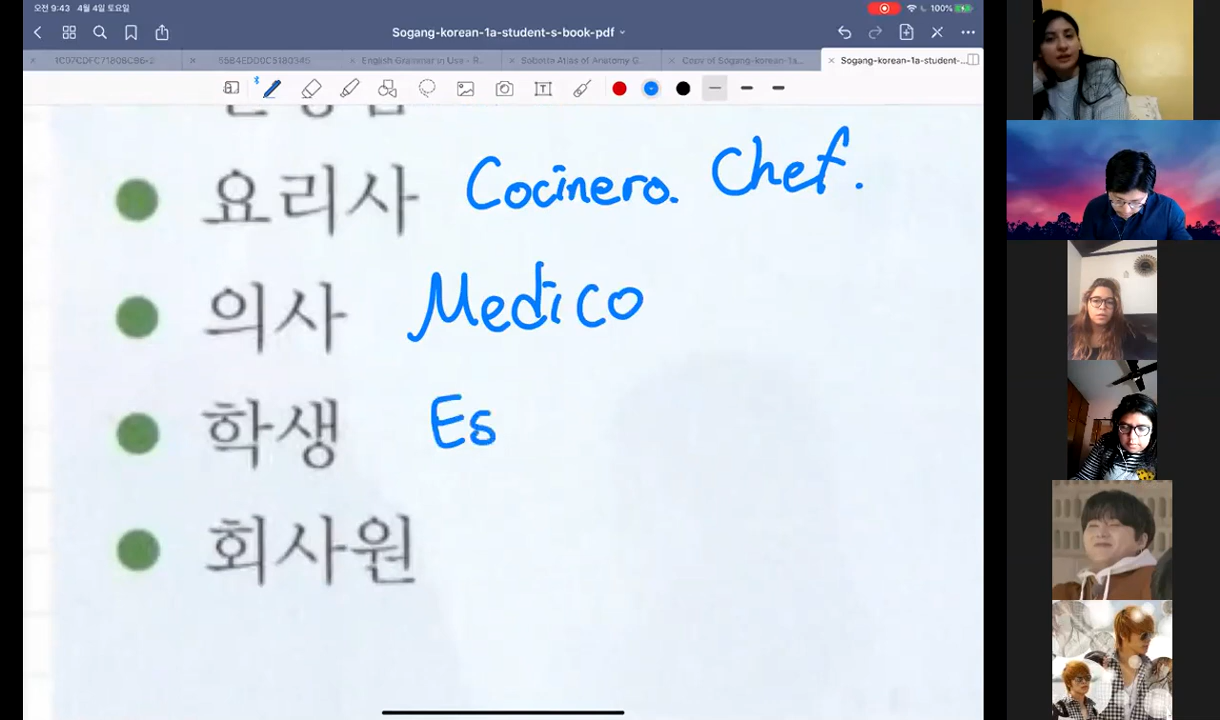 오전 9:43 4월 4일 토요일
100%
Sogang-korean-1a-student-s-book-pdf
English Grammar in Use - R...
Sobotta Atlas of Anatomy G...
Copy of Sogang-korean-1a...
Sogang-korean-1a-student-...
요리사 Cocinero. Chef.
의사 Medico
학생 Es
회사원